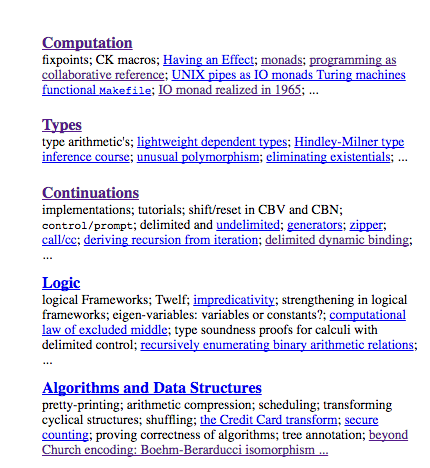 Computation
fixpoints; CK macros; Having an Effect; monads; programming as
collaborative reference; UNIX pipes as IO monads Turing machines
functional Makefile; IO monad realized in 1965; ...
Types
type arithmetic's; lightweight dependent types; Hindley-Milner type
inference course; unusual polymorphism; eliminating existentials; ...
Continuations
implementations; tutorials; shift/reset in CBV and CBN;
control/prompt; delimited and undelimited; generators; zipper;
call/cc; deriving recursion from iteration; delimited dynamic binding;
...
Logic
logical Frameworks; Twelf; impredicativity; strengthening in logical
frameworks; eigen-variables: variables or constants?; computational
law of excluded middle; type soundness proofs for calculi with
delimited control; recursively enumerating binary arithmetic relations;
...
Algorithms and Data Structures
pretty-printing; arithmetic compression; scheduling; transforming
cyclical structures; shuffling; the Credit Card transform; secure
counting; proving correctness of algorithms; tree annotation; beyond
Church encoding: Boehm-Berarducci isomorphism ...